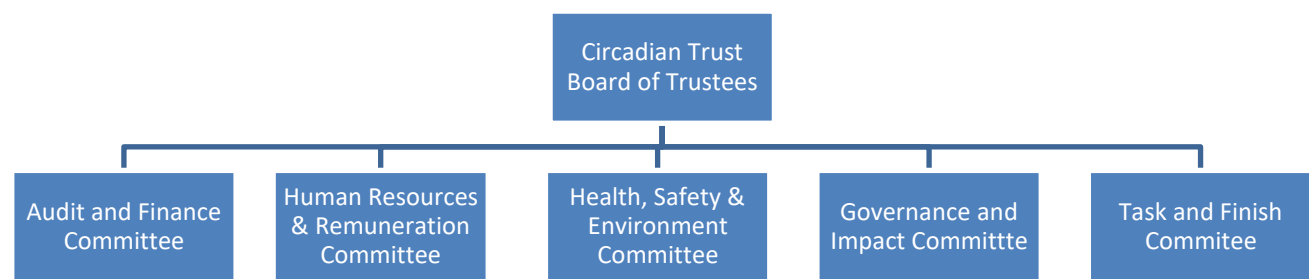 Circadian Trust
Board of Trustees
Audit and Finance
Committee
Human Resources
& Remuneration
Committee
Health, Safety &
Environment
Committee
Governance and
Impact Committte
Task and Finish
Commitee